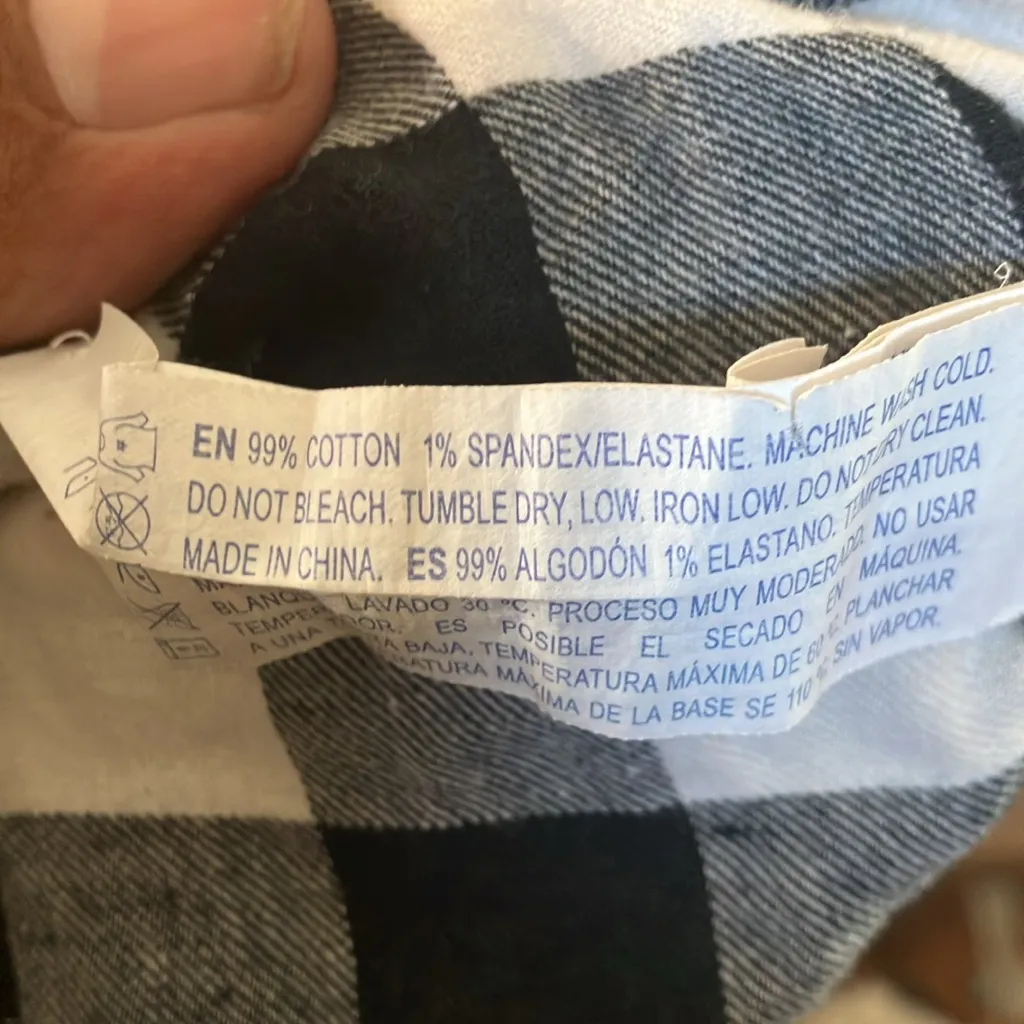 EN 99% COTTON 1% SPANDEX/ELASTANE. MACHINE WASH COLD.
DO NOT BLEACH. TUMBLE DRY, LOW. IRON LOW. DO NOT DRY CLEAN.
MADE IN CHINA. ES 99% ALGODÓN 1% ELASTANO. TEMPERATURA
LAVADO 30 °C. PROCESO MUY MODERADO. NO USAR
ES POSIBLE EL SECADO EN MÁQUINA.
A UNA BAJA, TEMPERATURA MÁXIMA DE 60 °C. PLANCHAR
MÁXIMA DE LA BASE SE 110 SIN VAPOR.